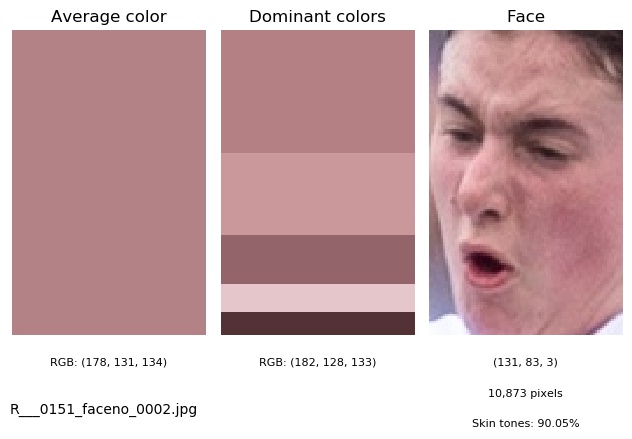 Average color
Dominant colors
Face
RGB: (178, 131, 134)
RGB: (182, 128, 133)
(131, 83, 3)
10,873 pixels
R___0151_faceno_0002.jpg
Skin tones: 90.05%